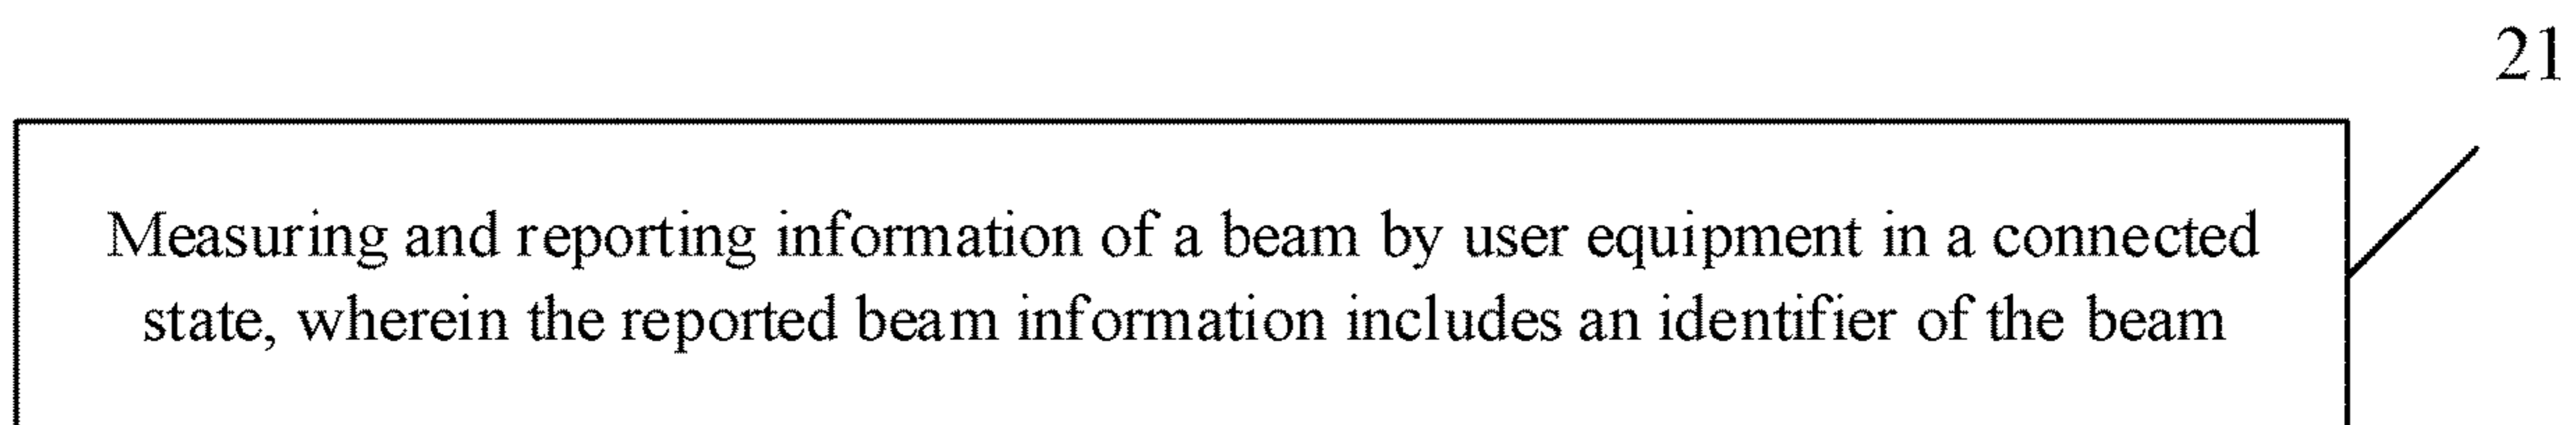 21
Measuring and reporting information of a beam by user equipment in a connected
state, wherein the reported beam information includes an identifier of the beam